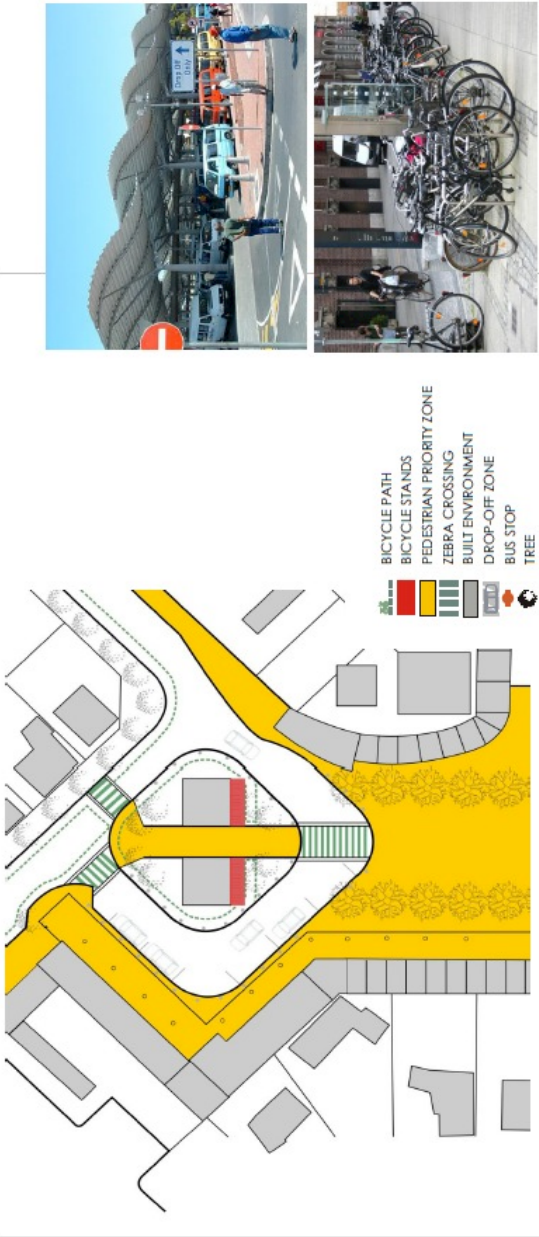 Drop Off
Only
BICYCLE PATH
BICYCLE STANDS
PEDESTRIAN PRIORITY ZONE
ZEBRA CROSSING
BUILT ENVIRONMENT
DROP-OFF ZONE
BUS STOP
TREE